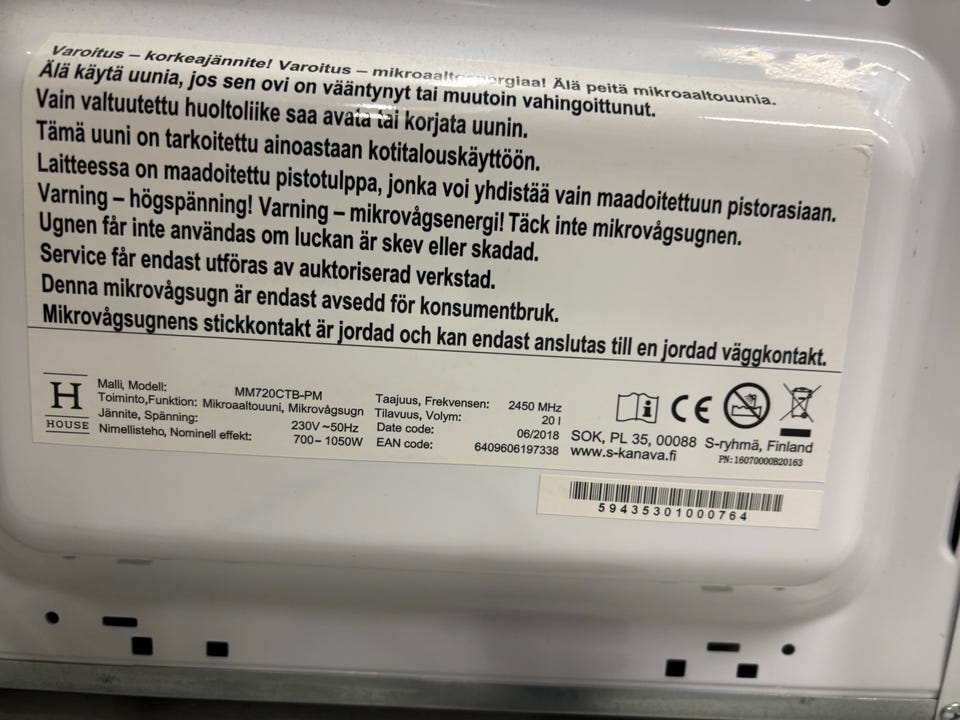 Varoitus – korkeajännite! Varoitus – mikroaaltoenergiaa! Älä peitä mikroaaltouunia.
Älä käytä uunia, jos sen ovi on vääntynyt tai muutoin vahingoittunut.
Vain valtuutettu huoltoliike saa avata tai korjata uunin.
Tämä uuni on tarkoitettu ainoastaan kotitalouskäyttöön.
Laitteessa on maadoitettu pistotulppa, jonka voi yhdistää vain maadoitettuun pistorasiaan.
Varning – högspänning! Varning – mikrovågsenergi! Täck inte mikrovågsugnen.
Ugnen får inte användas om luckan är skev eller skadad.
Service får endast utföras av auktoriserad verkstad.
Denna mikrovågsugn är endast avsedd för konsumentbruk.
Mikrovågsugnens stickkontakt är jordad och kan endast anslutas till en jordad väggkontakt.
H
HOUSE
Malli, Modell: MM720CTB-PM
Toiminto,Funktion: Mikroaaltouuni, Mikrovågsugn
Jännite, Spänning: 230V ~50Hz
Nimellisteho, Nominell effekt: 700– 1050W
Taajuus, Frekvensen: 2450 MHz
Tilavuus, Volym: 20 l
Date code: 06/2018
EAN code: 6409606197338
CE
SOK, PL 35, 00088 S-ryhmä, Finland
www.s-kanava.fi
PN:16070000B20163
59435301000764